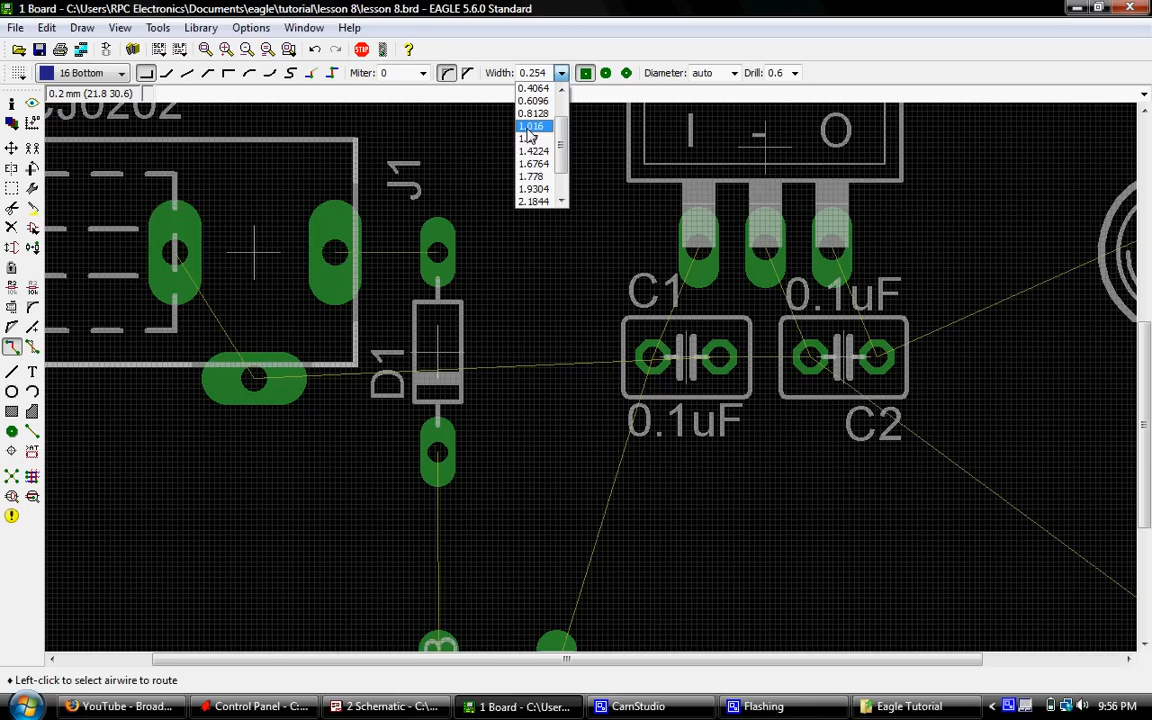 1 Board - C:\Users\RPC Electronics\Documents\eagle\tutorial\lesson 8\lesson 8.brd - EAGLE 5.6.0 Standard
File Edit Draw View Tools Library Options Window Help
16 Bottom Miter: 0 Width: 0.254 Diameter: auto Drill: 0.6
0.2 mm (21.8 30.6)
0.4064
0.6096
0.8128
1.016
1.4224
1.6764
1.778
1.9304
2.1844
CJ0202
J1
I - O
C1
0.1uF
D1
0.1uF
C2
Left-click to select airwire to route
YouTube - Broad...
Control Panel - ...
2 Schematic - C:\...
1 Board - C:\User...
CamStudio
Flashing
Eagle Tutorial
9:56 PM